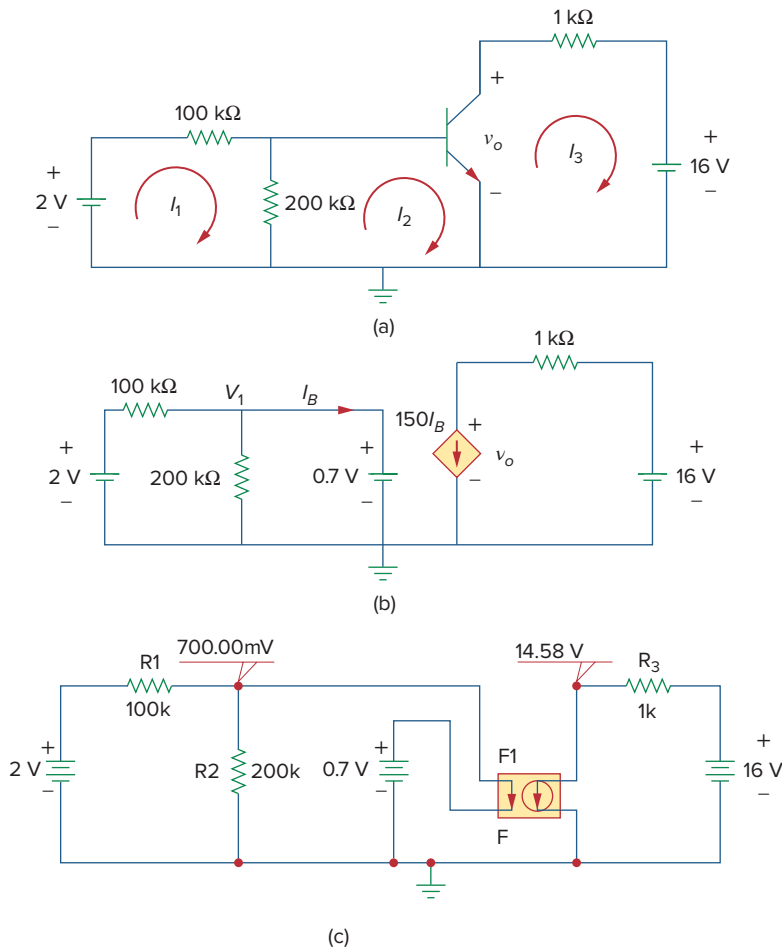 1 kΩ
+
100 kΩ
vo
I3
+
16 V
−
+
2 V
−
I1
200 kΩ
−
I2
(a)
1 kΩ
100 kΩ
V1
IB
+
2 V
−
200 kΩ
+
0.7 V
−
150IB
+
vo
−
+
16 V
−
(b)
700.00mV
14.58 V
R1
R3
100k
1k
+
2 V
−
R2
200k
+
0.7 V
−
F1
F
+
16 V
−
(c)